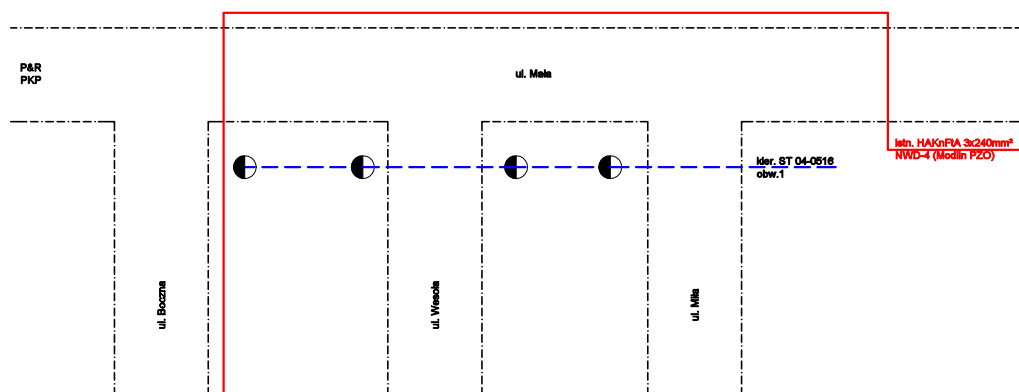 P&R
PKP
ul. Mała
istn. HAKnFtA 3x240mm²
NWD-4 (Modlin PZO)
kier. ST 04-0516
obw.1
ul. Boczna
ul. Wesoła
ul. Miła